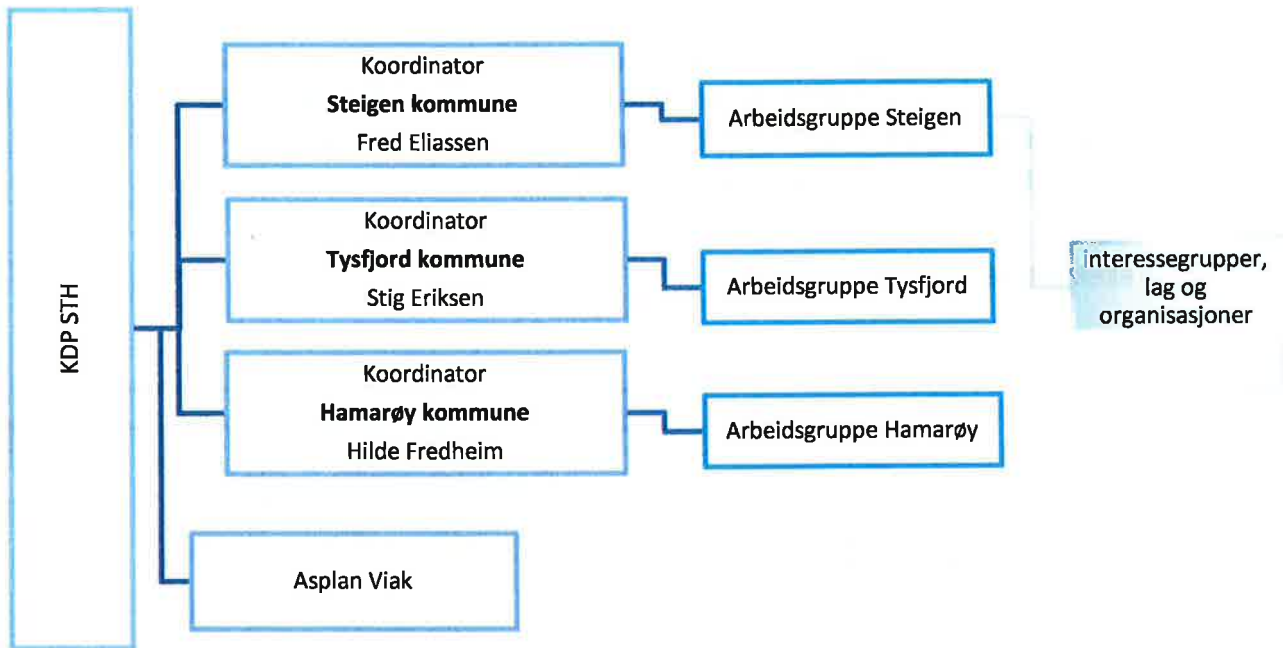 KDP STH
Koordinator
Steigen kommune
Fred Eliassen
Arbeidsgruppe Steigen
Koordinator
Tysfjord kommune
Stig Eriksen
Arbeidsgruppe Tysfjord
interessegrupper,
lag og
organisasjoner
Koordinator
Hamarøy kommune
Hilde Fredheim
Arbeidsgruppe Hamarøy
Asplan Viak